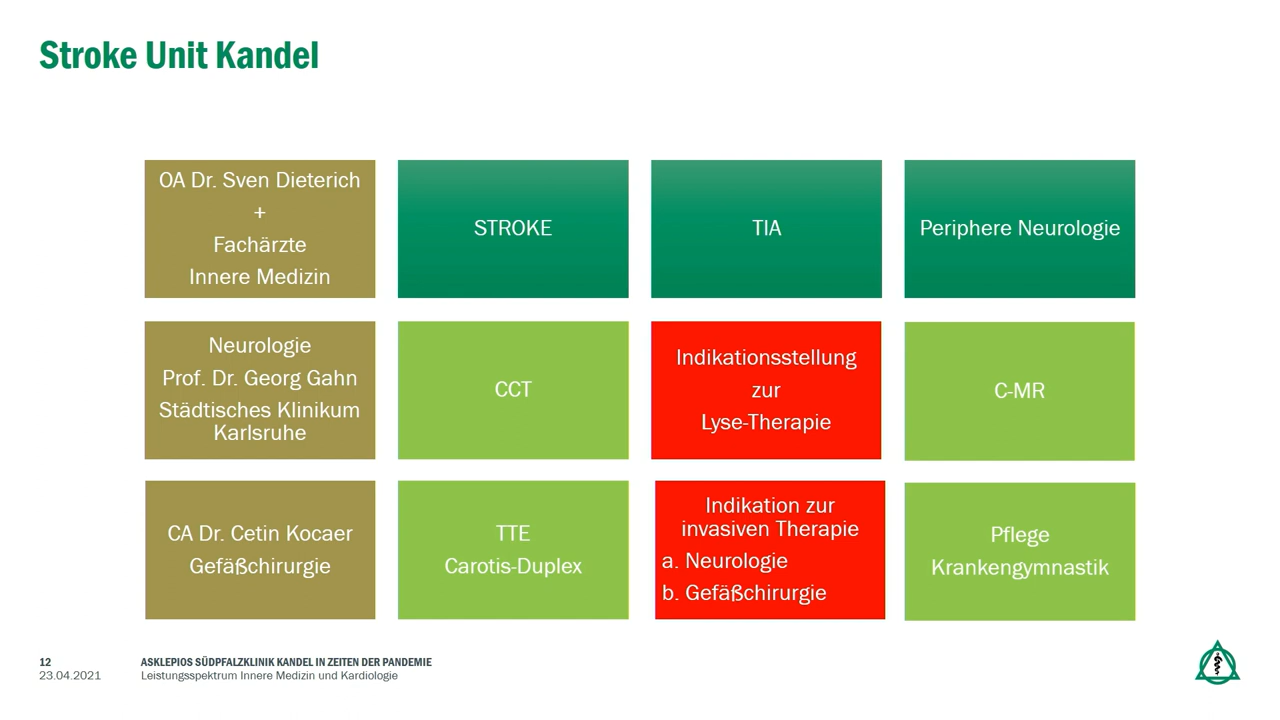 Stroke Unit Kandel
OA Dr. Sven Dieterich
+
Fachärzte
Innere Medizin
STROKE
TIA
Periphere Neurologie
Neurologie
Prof. Dr. Georg Gahn
Städtisches Klinikum
Karlsruhe
CCT
Indikationsstellung
zur
Lyse-Therapie
C-MR
CA Dr. Cetin Kocaer
Gefäßchirurgie
TTE
Carotis-Duplex
Indikation zur
invasiven Therapie
a. Neurologie
b. Gefäßchirurgie
Pflege
Krankengymnastik
12
23.04.2021
ASKLEPIOS SÜDPFALZKLINIK KANDEL IN ZEITEN DER PANDEMIE
Leistungsspektrum Innere Medizin und Kardiologie